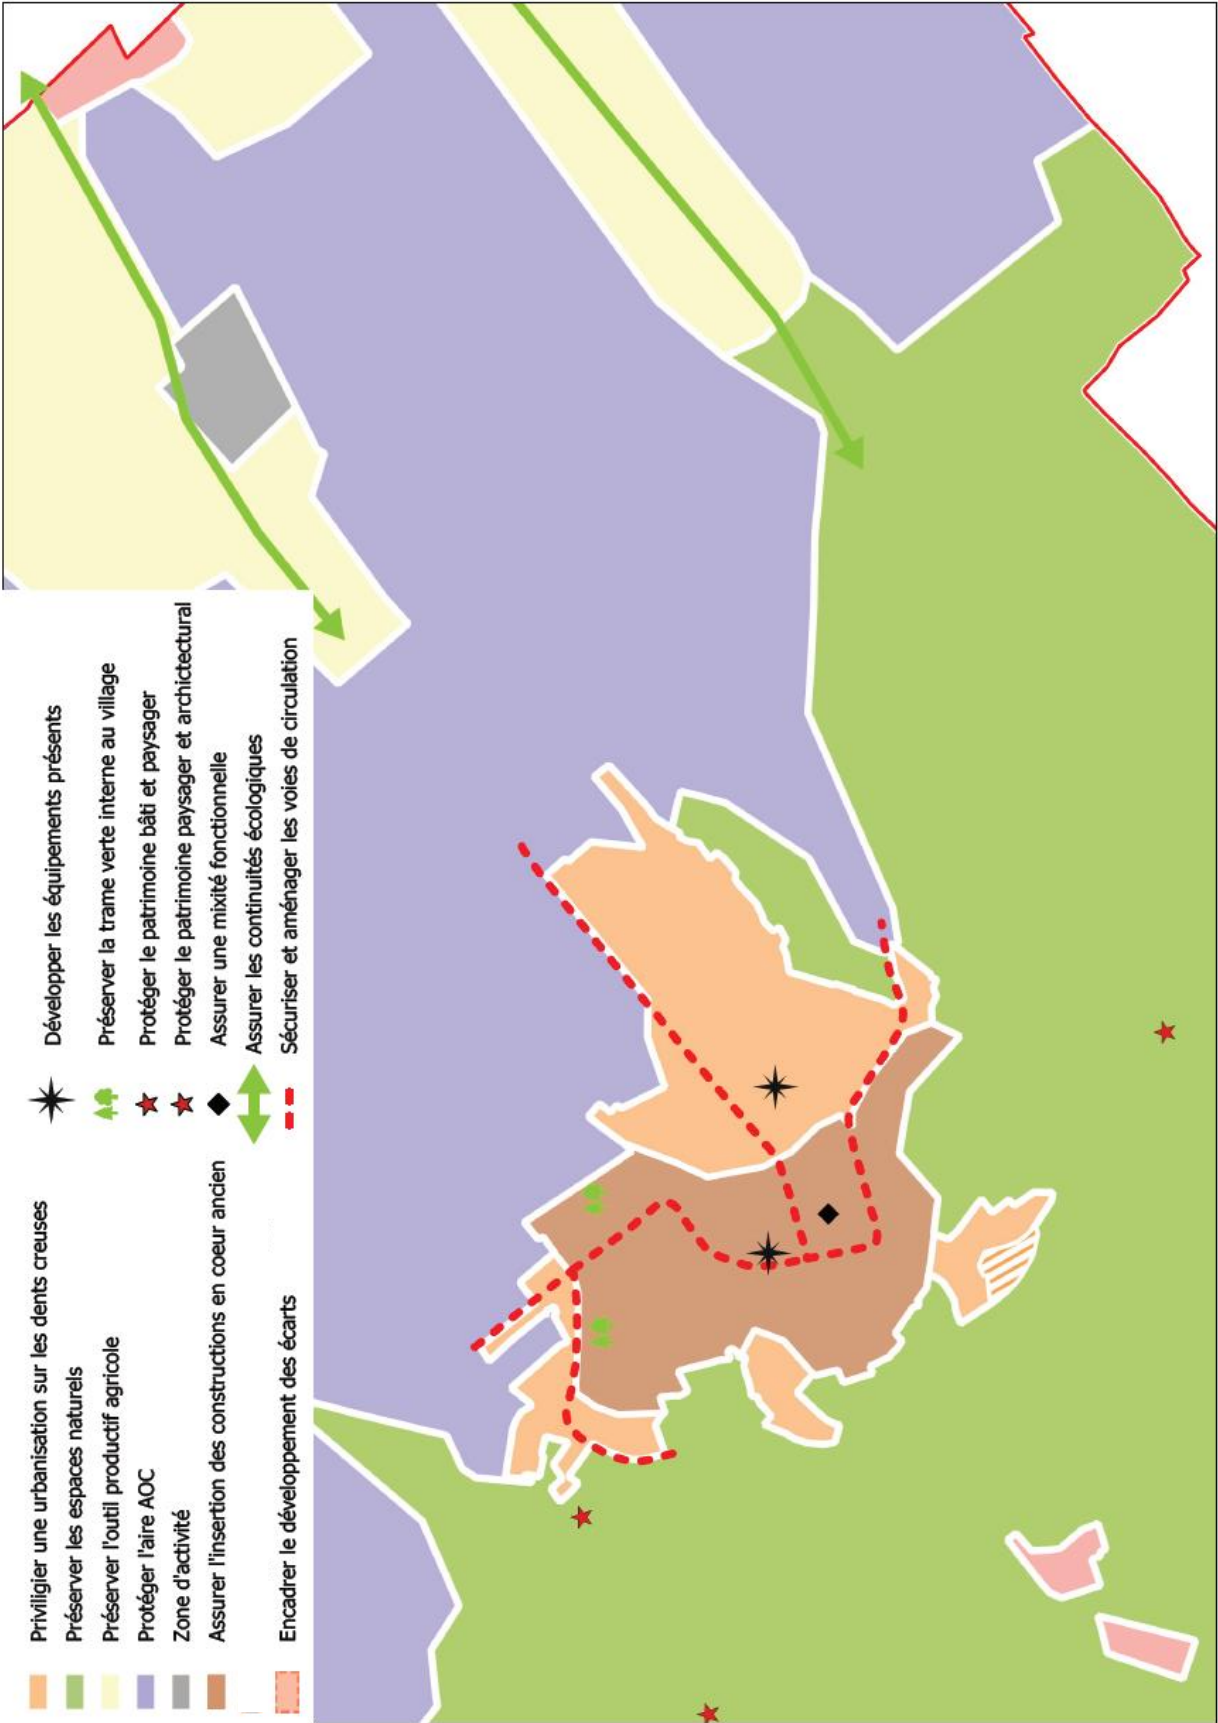 Priviligier une urbanisation sur les dents creuses
Préserver les espaces naturels
Préserver l'outil productif agricole
Protéger l'aire AOC
Zone d'activité
Assurer l'insertion des constructions en coeur ancien
Encadrer le développement des écarts
Développer les équipements présents
Préserver la trame verte interne au village
Protéger le patrimoine bâti et paysager
Protéger le patrimoine paysager et archictectural
Assurer une mixité fonctionnelle
Assurer les continuités écologiques
Sécuriser et aménager les voies de circulation